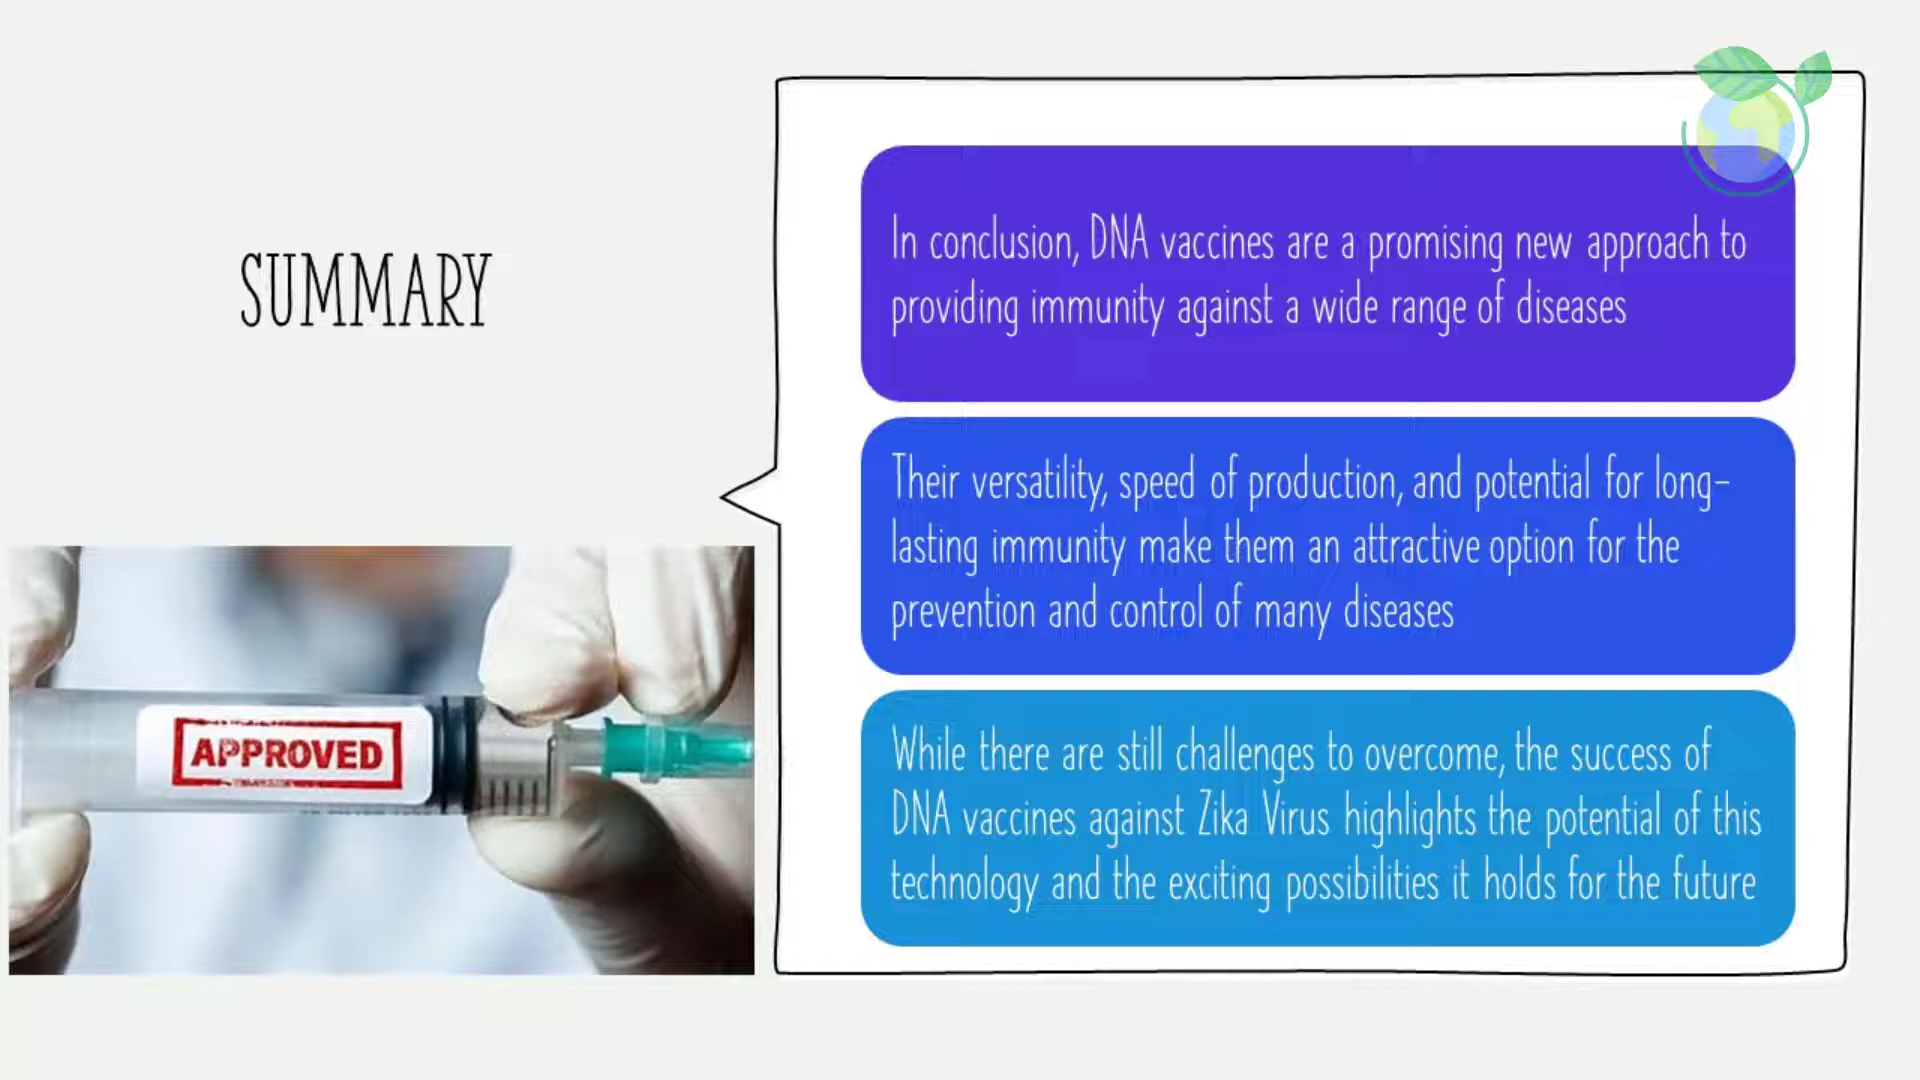 SUMMARY
In conclusion, DNA vaccines are a promising new approach to
providing immunity against a wide range of diseases
Their versatility, speed of production, and potential for long-
lasting immunity make them an attractive option for the
prevention and control of many diseases
While there are still challenges to overcome, the success of
DNA vaccines against Zika Virus highlights the potential of this
technology and the exciting possibilities it holds for the future
APPROVED